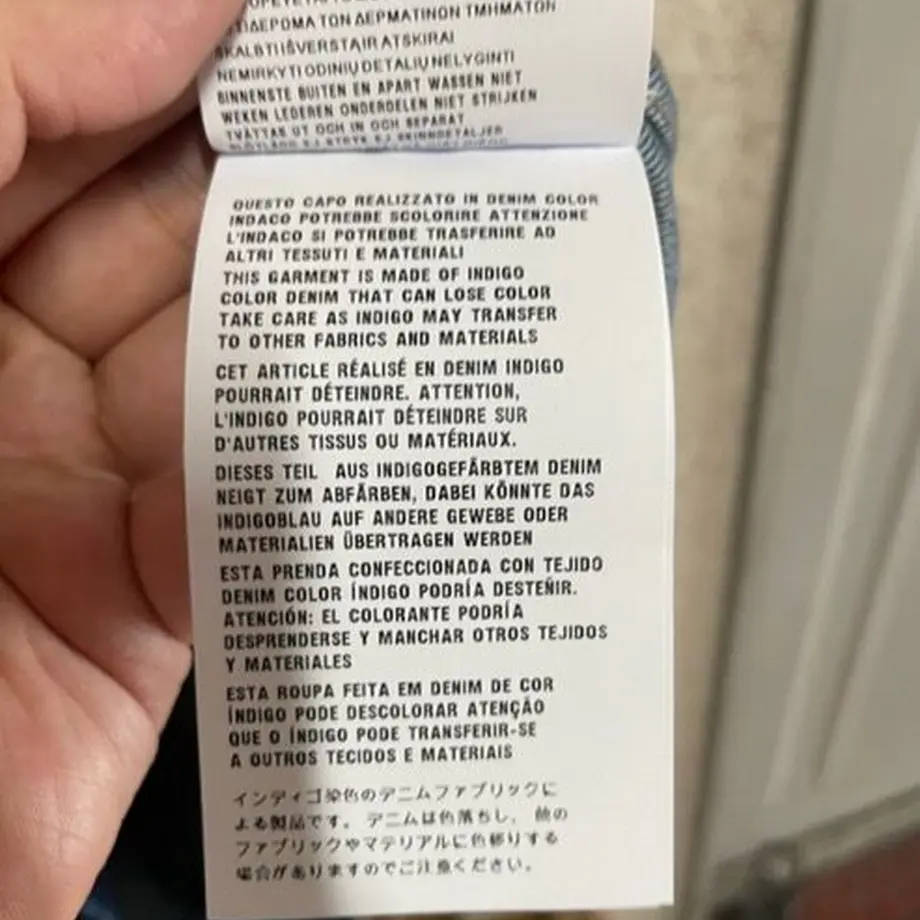 ΔΕΡΩΜΑ ΤΟΝ ΔΕΡΜΑΤΙΝΟΝ ΤΜΗΜΑΤΟΝ
SKALBTI IŠVERSTA IR ATSKIRAI
NEMIRKYTI ODINIŲ DETALIŲ NELYGINTI
BINNENSTE BUITEN EN APART WASSEN NIET
WEKEN LEDEREN ONDERDELEN NIET STRIJKEN
TVÄTTAS UT OCH IN OCH SEPARAT
QUESTO CAPO REALIZZATO IN DENIM COLOR
INDACO POTREBBE SCOLORIRE ATTENZIONE
L'INDACO SI POTREBBE TRASFERIRE AD
ALTRI TESSUTI E MATERIALI
THIS GARMENT IS MADE OF INDIGO
COLOR DENIM THAT CAN LOSE COLOR
TAKE CARE AS INDIGO MAY TRANSFER
TO OTHER FABRICS AND MATERIALS
CET ARTICLE RÉALISÉ EN DENIM INDIGO
POURRAIT DÉTEINDRE. ATTENTION,
L'INDIGO POURRAIT DÉTEINDRE SUR
D'AUTRES TISSUS OU MATÉRIAUX.
DIESES TEIL AUS INDIGOGEFÄRBTEM DENIM
NEIGT ZUM ABFÄRBEN, DABEI KÖNNTE DAS
INDIGOBLAU AUF ANDERE GEWEBE ODER
MATERIALIEN ÜBERTRAGEN WERDEN
ESTA PRENDA CONFECCIONADA CON TEJIDO
DENIM COLOR ÍNDIGO PODRÍA DESTEÑIR.
ATENCIÓN: EL COLORANTE PODRÍA
DESPRENDERSE Y MANCHAR OTROS TEJIDOS
Y MATERIALES
ESTA ROUPA FEITA EM DENIM DE COR
ÍNDIGO PODE DESCOLORAR ATENÇÃO
QUE O ÍNDIGO PODE TRANSFERIR-SE
A OUTROS TECIDOS E MATERIAIS
インディゴ染色のデニムファブリックに
よる製品です。デニムは色落ちし、他の
ファブリックやマテリアルに色移りする
場合がありますのでご注意ください。